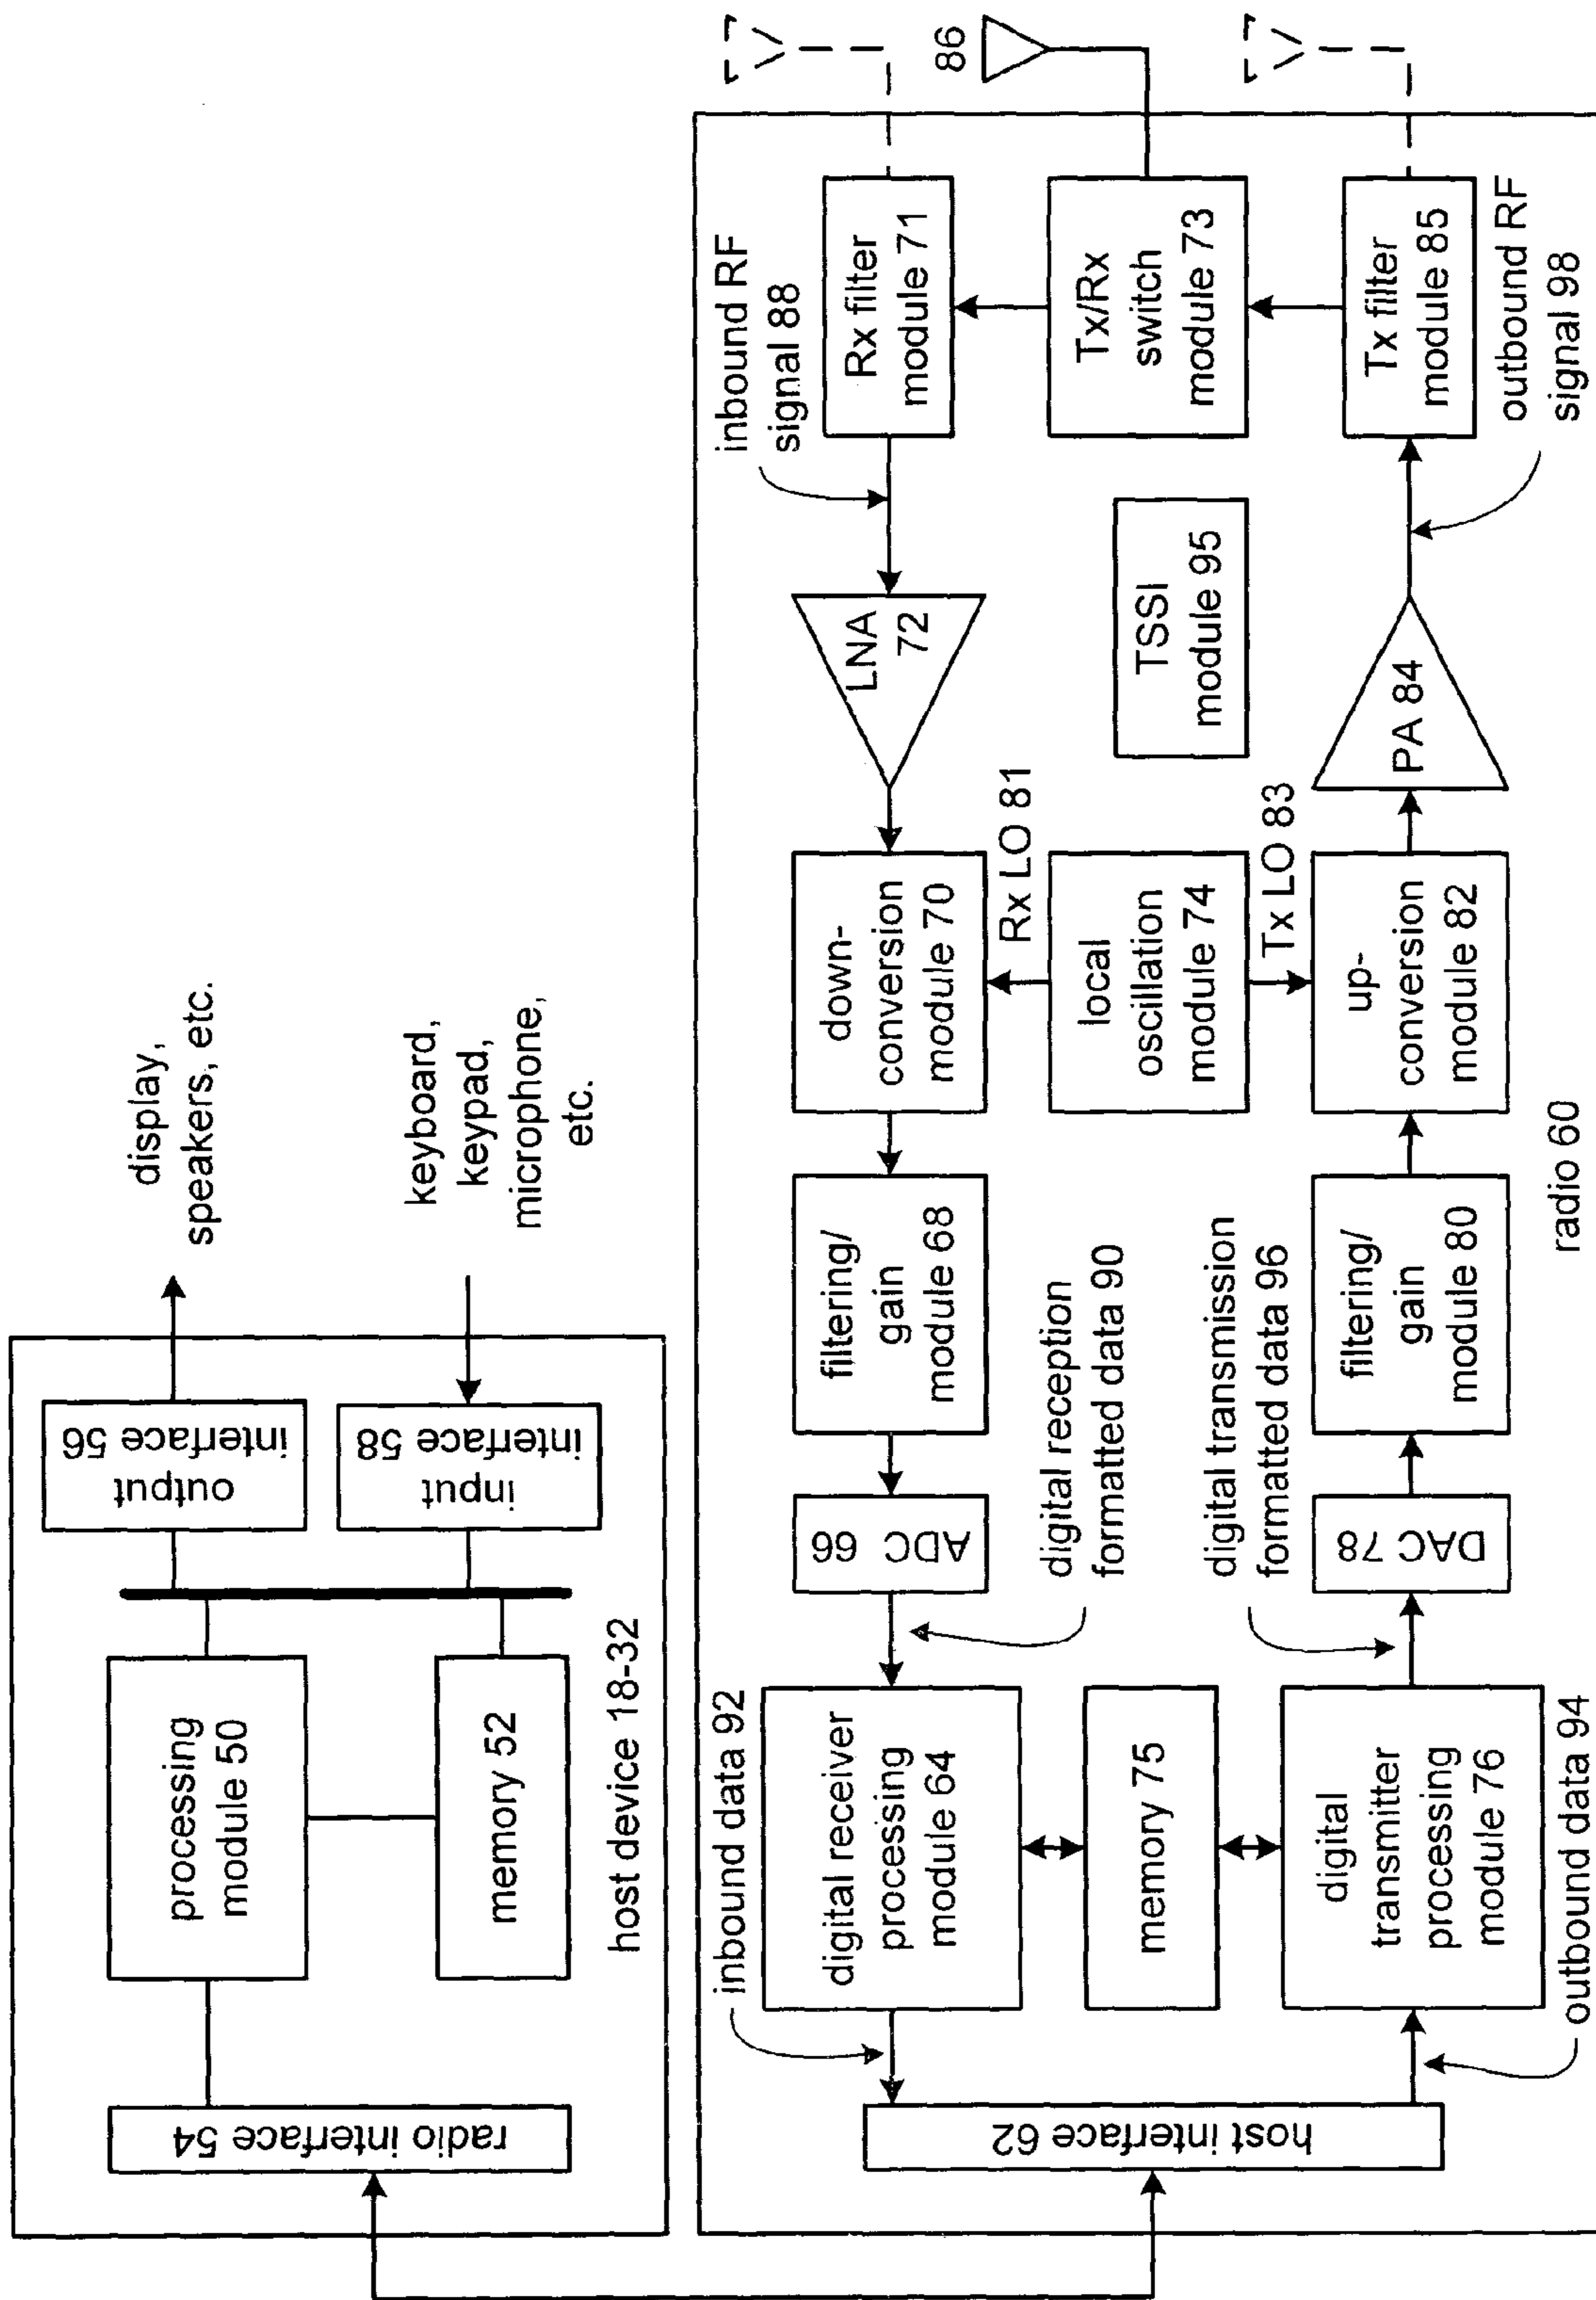 radio interface 54
processing
module 50
memory 52
output
interface 56
input
interface 58
display,
speakers, etc.
keyboard,
keypad,
microphone,
etc.
host device 18-32
host interface 62
inbound data 92
digital receiver
processing
module 64
memory 75
digital
transmitter
processing
module 76
outbound data 94
ADC 66
digital reception
formatted data 90
digital transmission
formatted data 96
DAC 78
filtering/
gain
module 68
filtering/
gain
module 80
down-
conversion
module 70
Rx LO 81
local
oscillation
module 74
Tx LO 83
up-
conversion
module 82
LNA
72
TSSI
module 95
PA 84
inbound RF
signal 88
Rx filter
module 71
Tx/Rx
switch
module 73
Tx filter
module 85
outbound RF
signal 98
86
radio 60